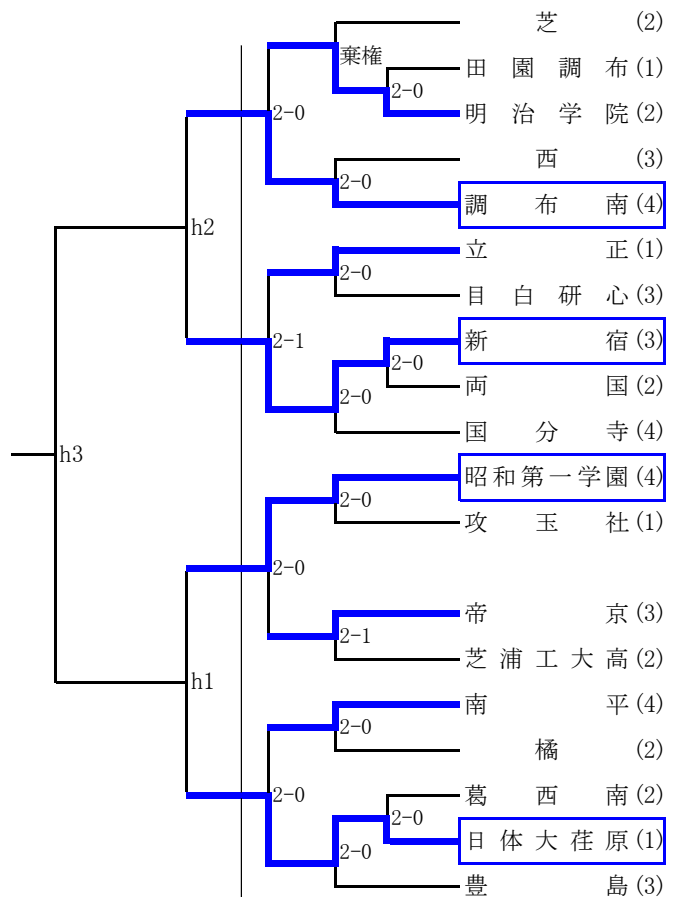 芝 (2)
棄権
田園調布 (1)
2-0
明治学院 (2)
2-0
西 (3)
2-0
調布南 (4)
h2
立正 (1)
2-0
目白研心 (3)
新宿 (3)
2-1
2-0
両国 (2)
2-0
国分寺 (4)
h3
昭和第一学園 (4)
2-0
攻玉社 (1)
2-0
帝京 (3)
2-1
芝浦工大高 (2)
h1
南平 (4)
2-0
橘 (2)
2-0
葛西南 (2)
2-0
日体大荏原 (1)
2-0
豊島 (3)